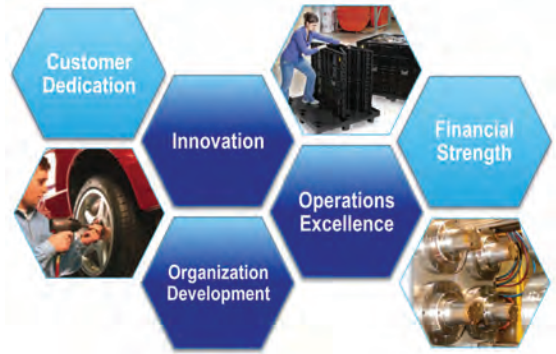 Customer
Dedication
Innovation
Financial
Strength
Operations
Excellence
Organization
Development